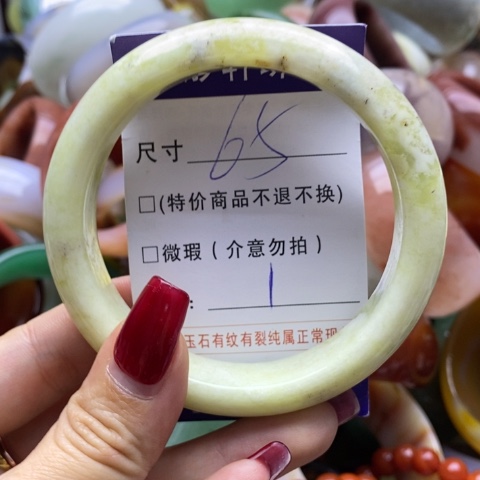 尺寸 65
□(特价商品不退不换)
□微瑕(介意勿拍)
: 1
玉石有纹有裂纯属正常现